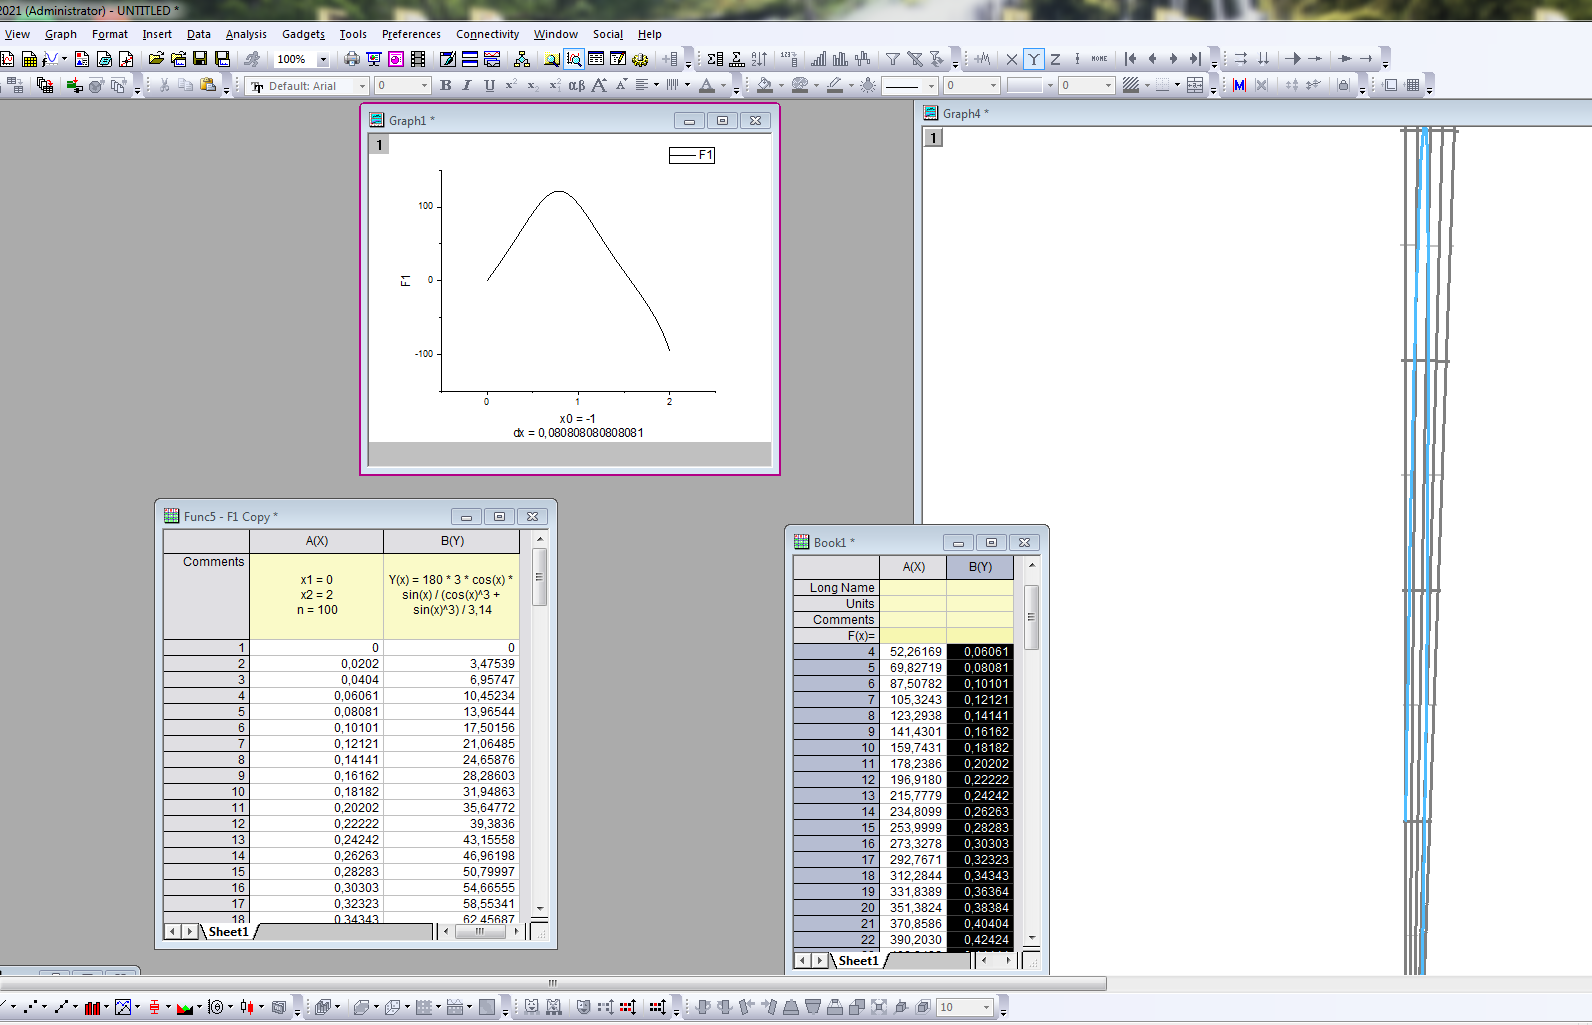 2021 (Administrator) - UNTITLED *
View Graph Format Insert Data Analysis Gadgets Tools Preferences Connectivity Window Social Help
100% X Y Z HOME
Default: Arial 0 B I U αβ A A 0 0 M
Graph1 *
1
F1
100
0
-100
F1
0 1 2
x0 = -1
dx = 0,080808080808081
Graph4 *
1
Func5 - F1 Copy *
A(X) B(Y)
Comments
x1 = 0
x2 = 2
n = 100
Y(x) = 180 * 3 * cos(x) *
sin(x) / (cos(x)^3 +
sin(x)^3) / 3,14
1 0 0
2 0,0202 3,47539
3 0,0404 6,95747
4 0,06061 10,45234
5 0,08081 13,96544
6 0,10101 17,50156
7 0,12121 21,06485
8 0,14141 24,65876
9 0,16162 28,28603
10 0,18182 31,94863
11 0,20202 35,64772
12 0,22222 39,3836
13 0,24242 43,15558
14 0,26263 46,96198
15 0,28283 50,79997
16 0,30303 54,66555
17 0,32323 58,55341
18 0,34343 62,45687
Sheet1
Book1 *
A(X) B(Y)
Long Name
Units
Comments
F(x)=
4 52,26169 0,06061
5 69,82719 0,08081
6 87,50782 0,10101
7 105,3243 0,12121
8 123,2938 0,14141
9 141,4301 0,16162
10 159,7431 0,18182
11 178,2386 0,20202
12 196,9180 0,22222
13 215,7779 0,24242
14 234,8099 0,26263
15 253,9999 0,28283
16 273,3278 0,30303
17 292,7671 0,32323
18 312,2844 0,34343
19 331,8389 0,36364
20 351,3824 0,38384
21 370,8586 0,40404
22 390,2030 0,42424
Sheet1
10